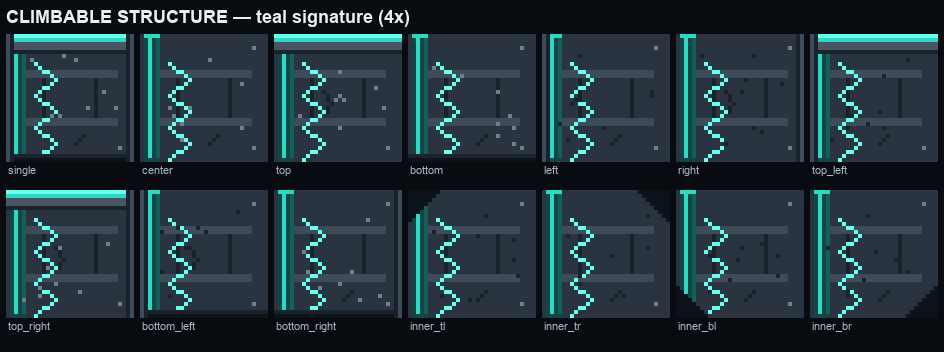 CLIMBABLE STRUCTURE — teal signature (4x)
single center top bottom left right top_left
top_right bottom_left bottom_right inner_tl inner_tr inner_bl inner_br